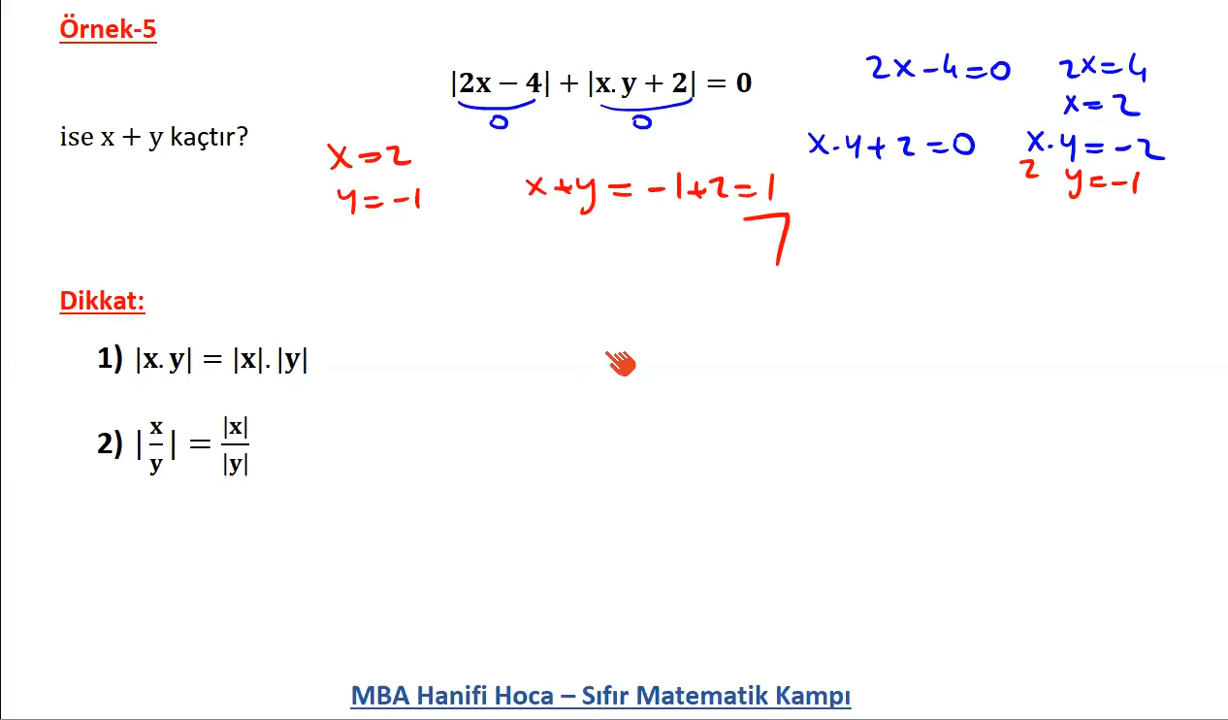 Örnek-5
|2x − 4| + |x. y + 2| = 0
0 0
ise x + y kaçtır?
x = 2
y = -1
x+y = -1+2 = 1
2x-4=0 2x=4
x=2
x.y+2=0 x.y=-2
2 y=-1
Dikkat:
1) |x. y| = |x|. |y|
2) |x/y| = |x|/|y|
MBA Hanifi Hoca – Sıfır Matematik Kampı